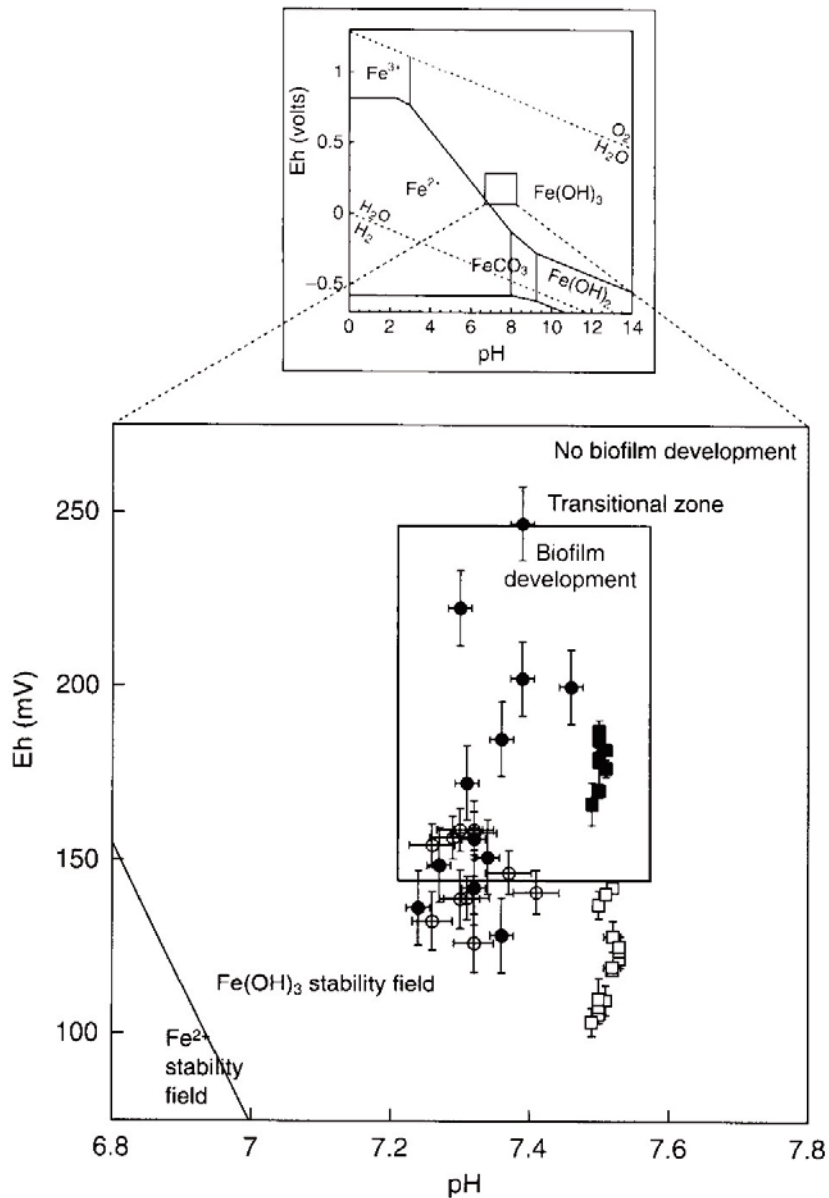 1
0.5
0
−0.5
Eh (volts)
Fe³⁺
Fe²⁺
O₂
H₂O
Fe(OH)₃
H₂O
H₂
FeCO₃
Fe(OH)₂
0 2 4 6 8 10 12 14
pH
No biofilm development
Transitional zone
Biofilm
development
250
200
150
100
Eh (mV)
Fe(OH)₃ stability field
Fe²⁺
stability
field
6.8 7 7.2 7.4 7.6 7.8
pH